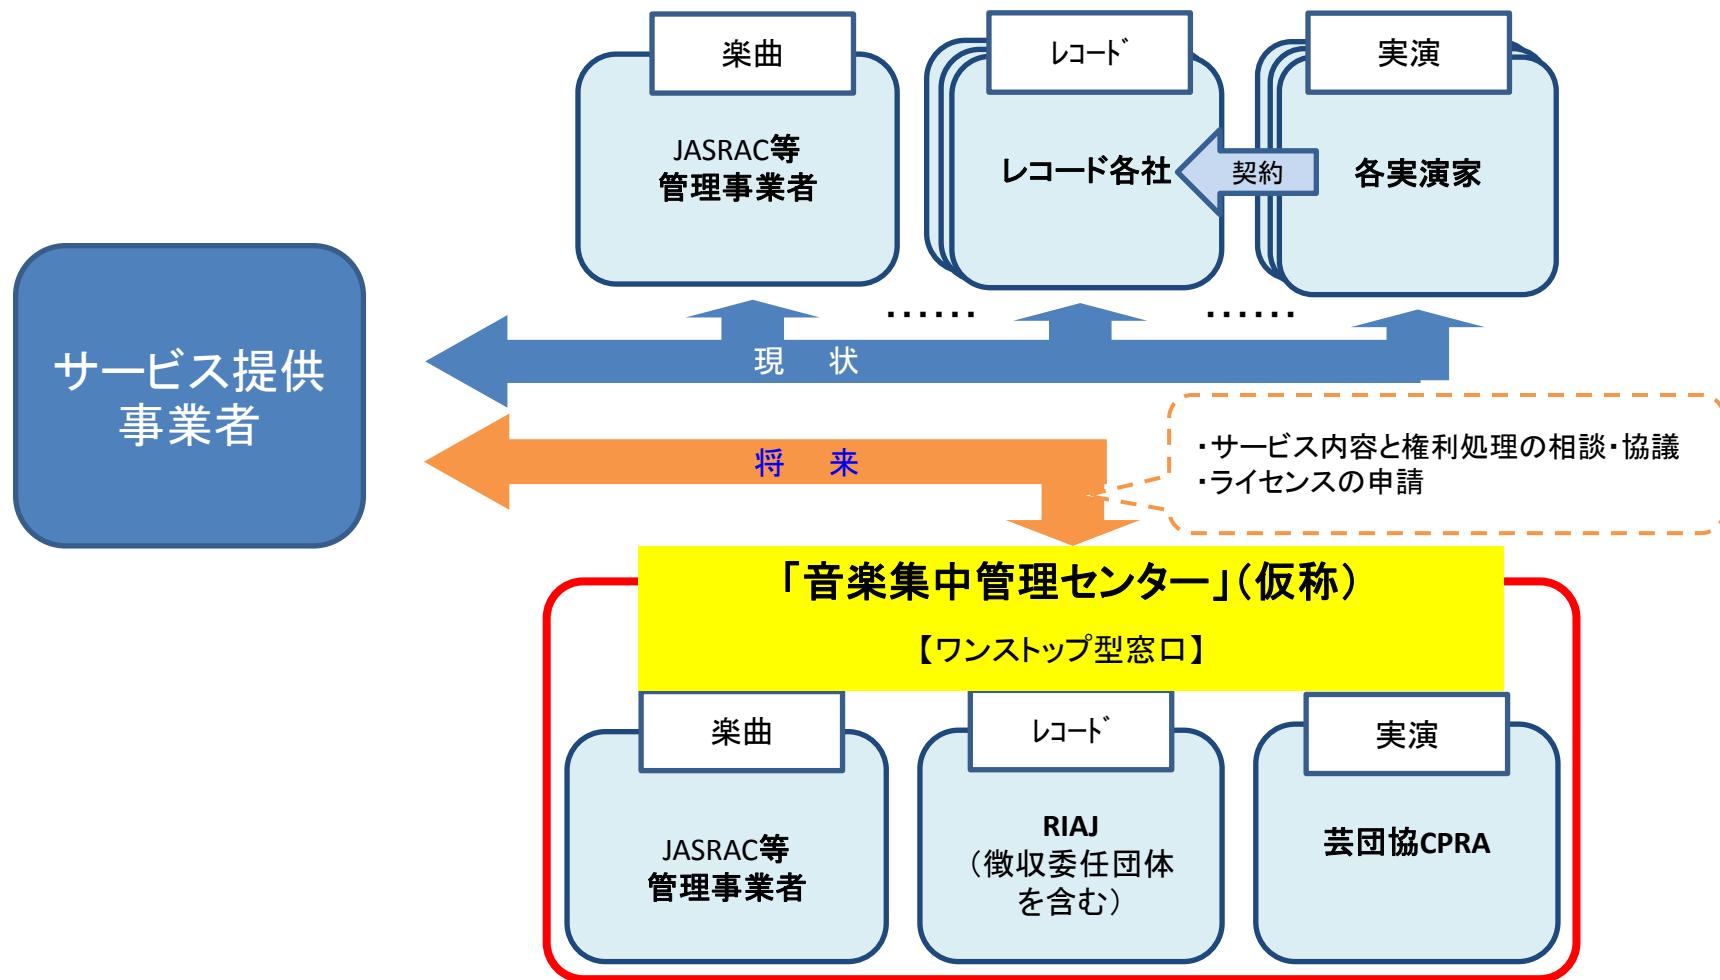 楽曲
レコード
実演
JASRAC等
管理事業者
レコード各社
契約
各実演家
サービス提供
事業者
‥‥‥
‥‥‥
現　状
将　来
・サービス内容と権利処理の相談・協議
・ライセンスの申請
「音楽集中管理センター」(仮称)
【ワンストップ型窓口】
楽曲
レコード
実演
JASRAC等
管理事業者
RIAJ
（徴収委任団体
を含む）
芸団協CPRA